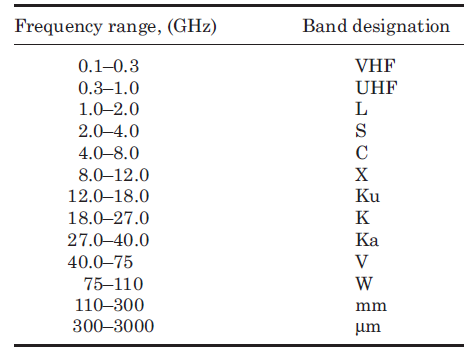 Frequency range, (GHz) Band designation
0.1–0.3 VHF
0.3–1.0 UHF
1.0–2.0 L
2.0–4.0 S
4.0–8.0 C
8.0–12.0 X
12.0–18.0 Ku
18.0–27.0 K
27.0–40.0 Ka
40.0–75 V
75–110 W
110–300 mm
300–3000 μm